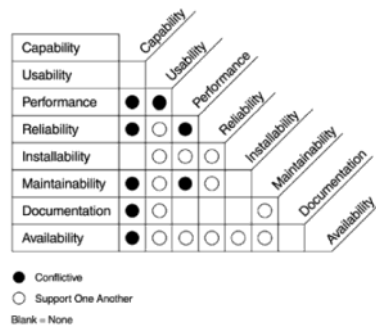 Capability
Usability
Performance
Reliability
Installability
Maintainability
Documentation
Availability
Capability
Usability
Performance
Reliability
Installability
Maintainability
Documentation
Availability
Conflictive
Support One Another
Blank = None